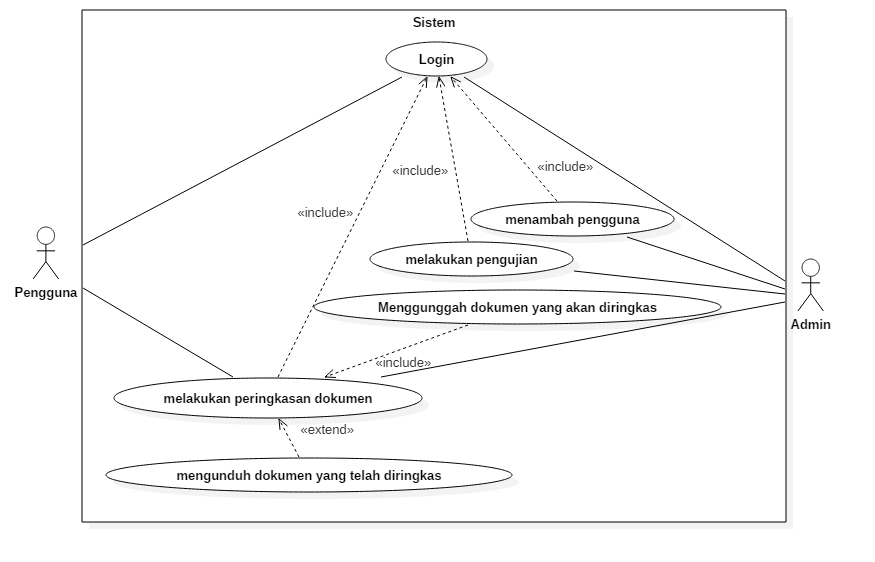 Sistem
Login
«include»
«include»
«include»
menambah pengguna
melakukan pengujian
Pengguna
Menggunggah dokumen yang akan diringkas
Admin
«include»
melakukan peringkasan dokumen
«extend»
mengunduh dokumen yang telah diringkas